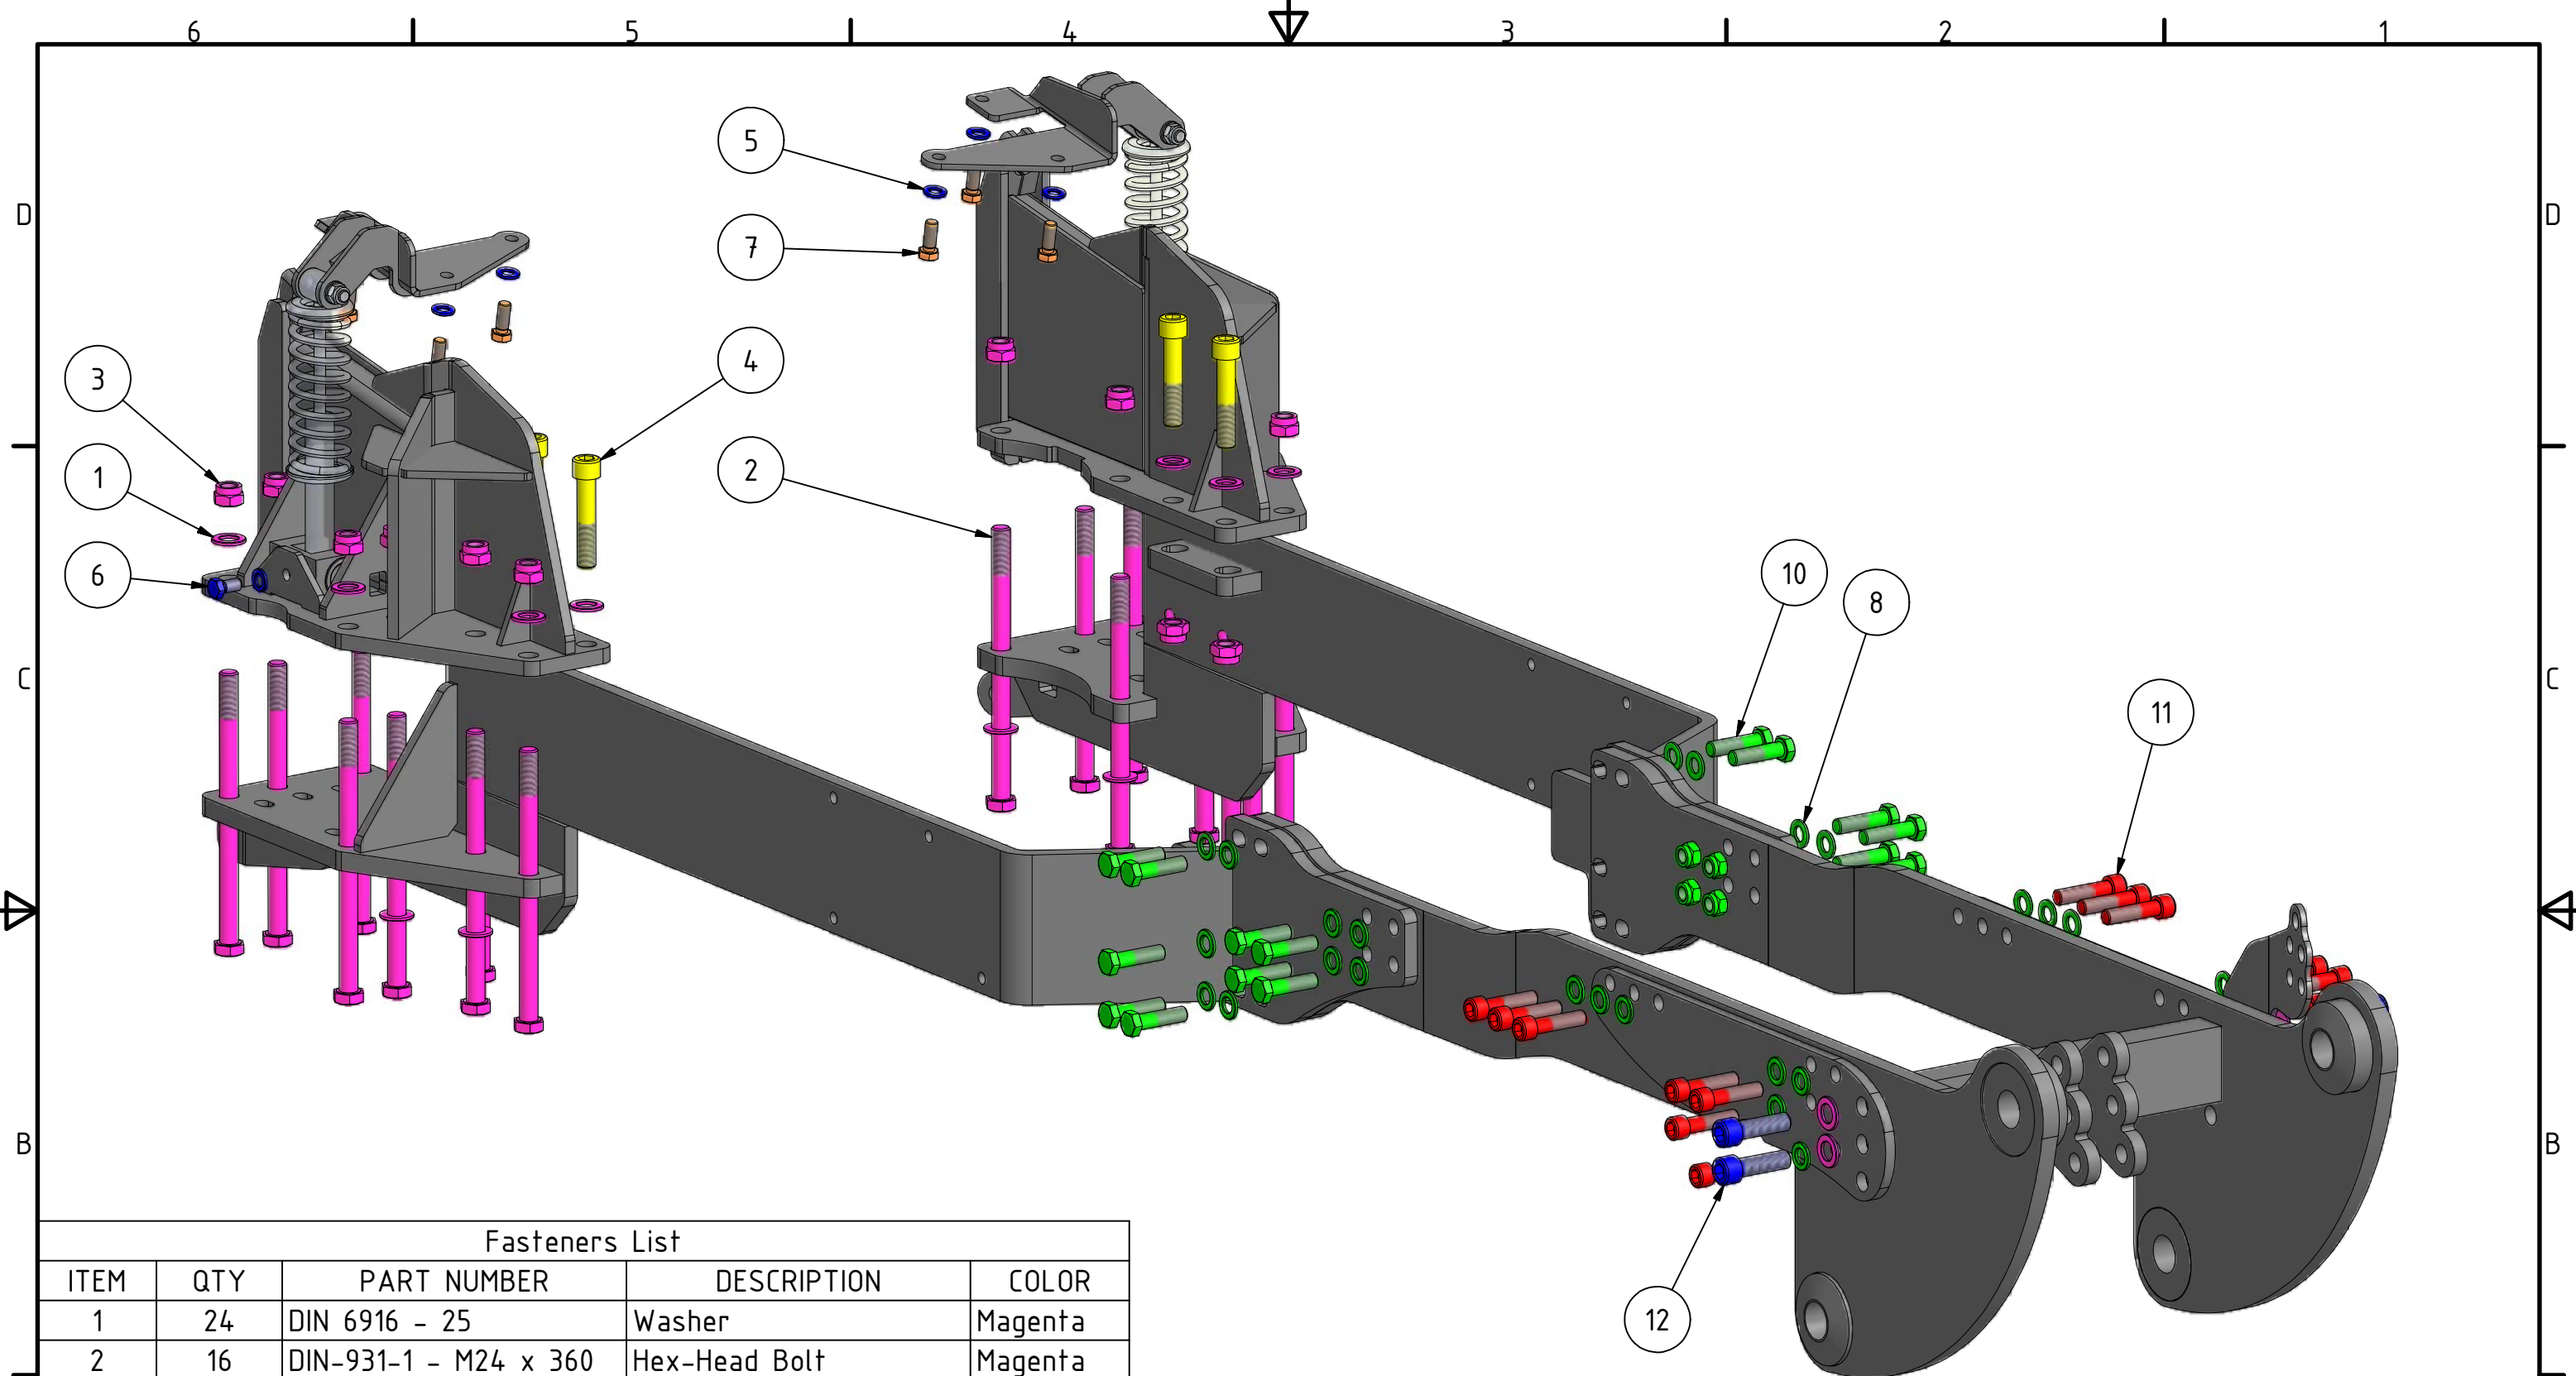 6 5 4 3 2 1
D D
5
7
3
4
1
2
6
10
8
C C
11
B B
12
Fasteners List
ITEM QTY PART NUMBER DESCRIPTION COLOR
1 24 DIN 6916 - 25 Washer Magenta
2 16 DIN-931-1 - M24 x 360 Hex-Head Bolt Magenta